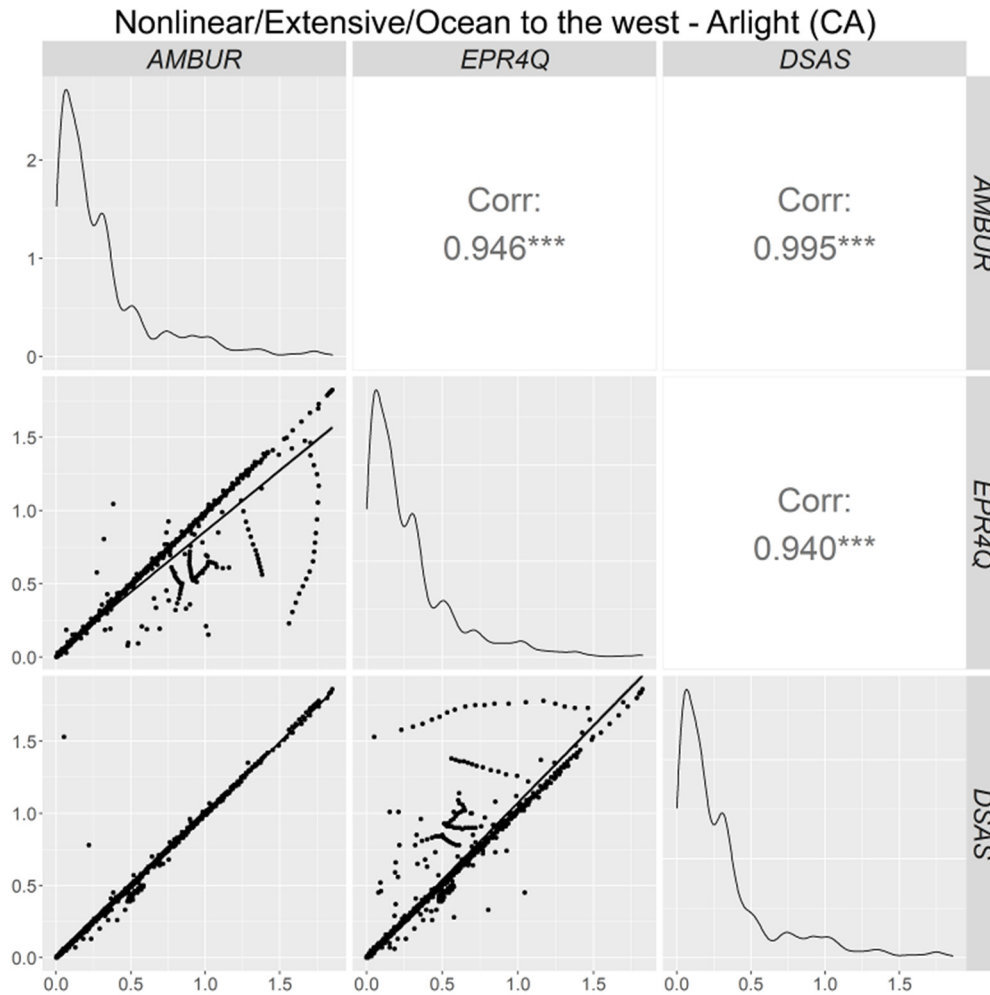 Nonlinear/Extensive/Ocean to the west - Arlight (CA)
AMBUR EPR4Q DSAS
2
1
0
Corr:
0.946***
Corr:
0.995***
AMBUR
1.5
1.0
0.5
0.0
Corr:
0.940***
EPR4Q
1.5
1.0
0.5
0.0
DSAS
0.0 0.5 1.0 1.5 0.0 0.5 1.0 1.5 0.0 0.5 1.0 1.5